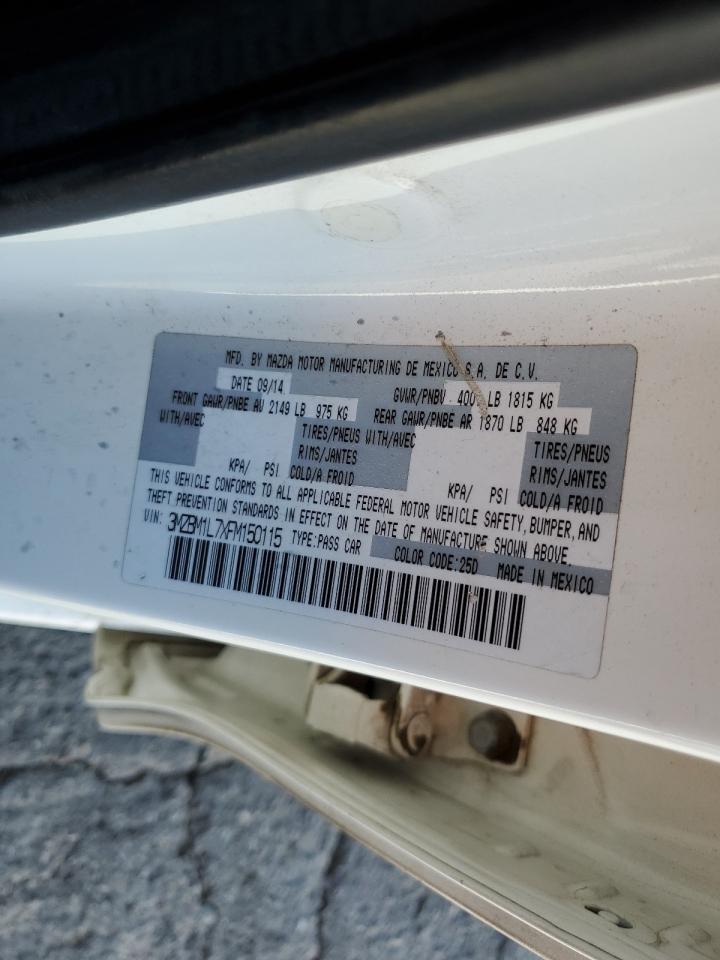 MFD. BY MAZDA MOTOR MANUFACTURING DE MEXICO S.A. DE C.V.
DATE 09/14 GVWR/PNBV 400 LB 1815 KG
FRONT GAWR/PNBE AV 2149 LB 975 KG REAR GAWR/PNBE AR 1870 LB 848 KG
WITH/AVEC TIRES/PNEUS WITH/AVEC TIRES/PNEUS
RIMS/JANTES RIMS/JANTES
KPA/ PSI COLD/A FROID KPA/ PSI COLD/A FROID
THIS VEHICLE CONFORMS TO ALL APPLICABLE FEDERAL MOTOR VEHICLE SAFETY, BUMPER, AND
THEFT PREVENTION STANDARDS IN EFFECT ON THE DATE OF MANUFACTURE SHOWN ABOVE.
VIN: 3MZBM1L7XFM150115 TYPE:PASS CAR COLOR CODE:25D MADE IN MEXICO